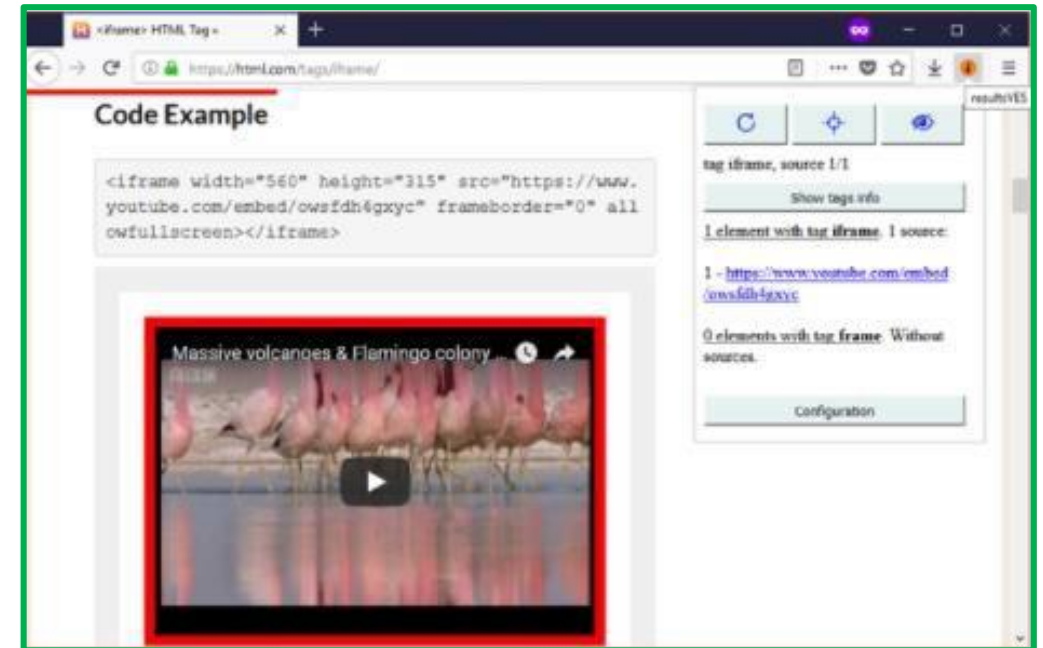 <iframe> HTML Tag -
https://html.com/tags/iframe/
resultsYES
Code Example
<iframe width="560" height="315" src="https://www.
youtube.com/embed/owsfdh4gxyc" frameborder="0" all
owfullscreen></iframe>
Massive volcanoes & Flamingo colony ...
tag iframe, source 1/1
Show tags info
1 element with tag iframe. 1 source:
1 - https://www.youtube.com/embed
/owsfdh4gxyc
0 elements with tag frame. Without
sources.
Configuration